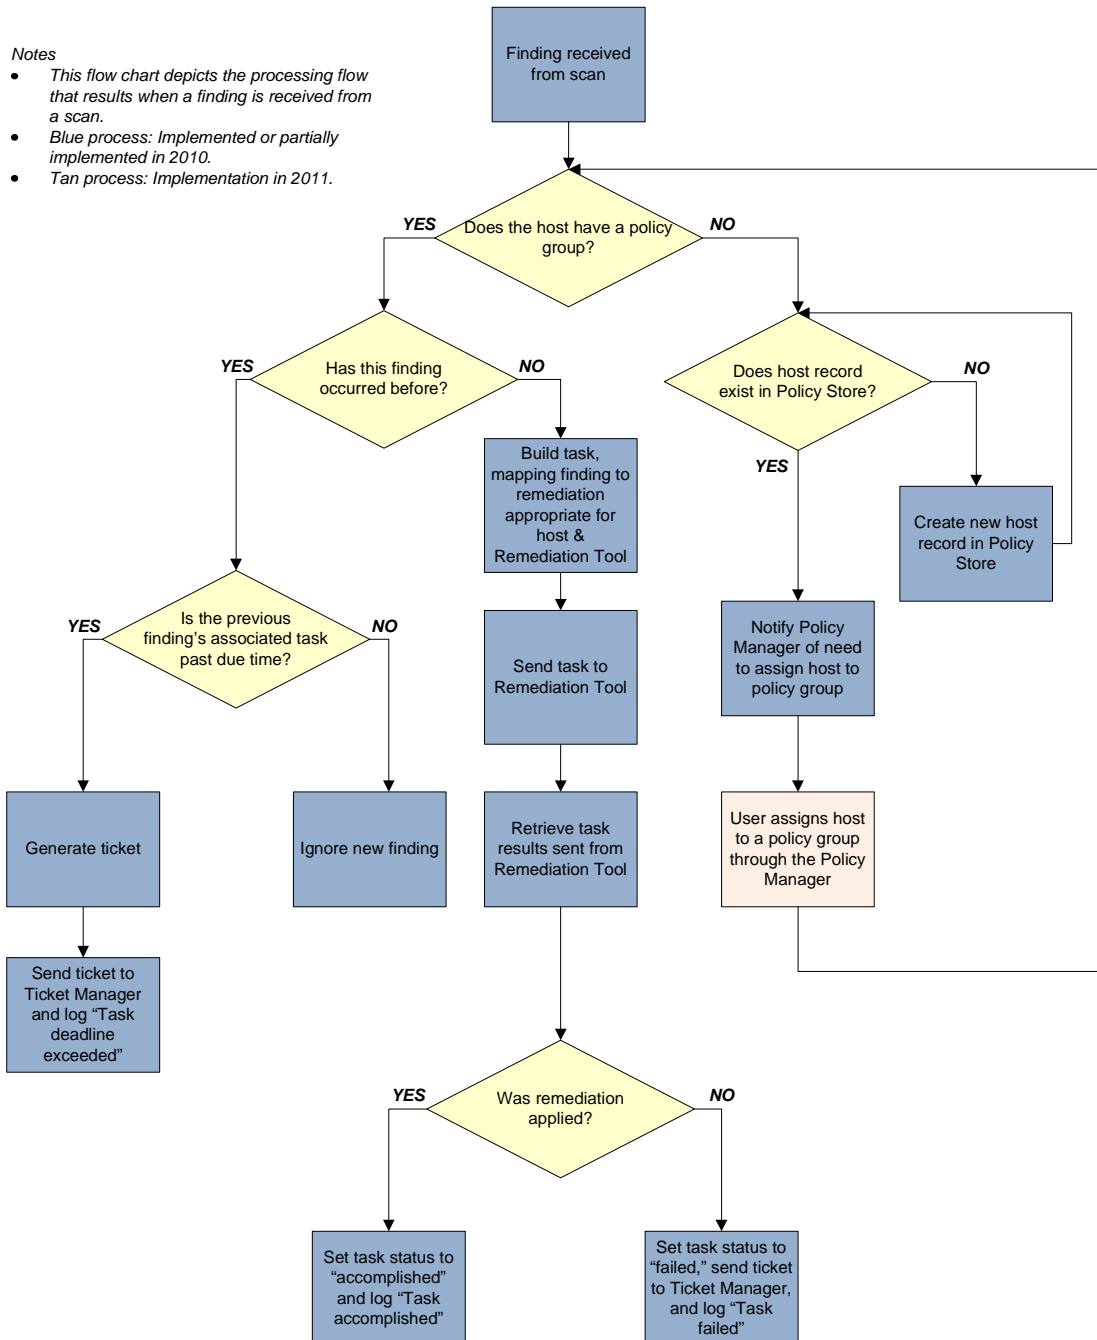 Notes
• This flow chart depicts the processing flow
that results when a finding is received from
a scan.
• Blue process: Implemented or partially
implemented in 2010.
• Tan process: Implementation in 2011.
Finding received
from scan
Does the host have a policy
group?
YES
NO
Has this finding
occurred before?
YES
NO
Does host record
exist in Policy Store?
NO
YES
Build task,
mapping finding to
remediation
appropriate for
host &
Remediation Tool
Create new host
record in Policy
Store
Is the previous
finding’s associated task
past due time?
YES
NO
Send task to
Remediation Tool
Notify Policy
Manager of need
to assign host to
policy group
Generate ticket
Ignore new finding
Retrieve task
results sent from
Remediation Tool
User assigns host
to a policy group
through the Policy
Manager
Send ticket to
Ticket Manager
and log “Task
deadline
exceeded”
Was remediation
applied?
YES
NO
Set task status to
“accomplished”
and log “Task
accomplished”
Set task status to
“failed,” send ticket
to Ticket Manager,
and log “Task
failed”